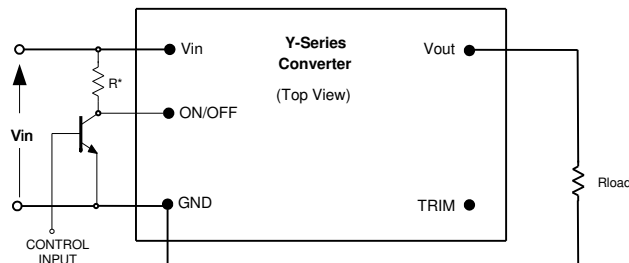 Y-Series
Converter
(Top View)
Vin
Vout
R*
ON/OFF
Vin
GND
TRIM
Rload
CONTROL
INPUT